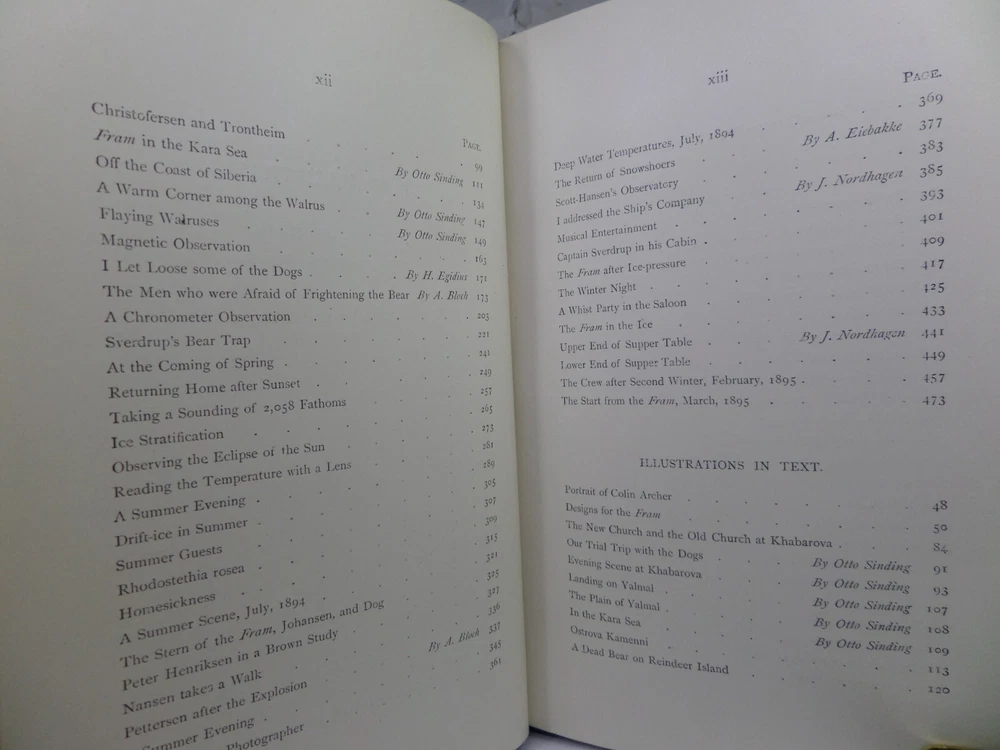 xii
PAGE
Christofersen and Trontheim . . . . 99
Fram in the Kara Sea . . By Otto Sinding 111
Off the Coast of Siberia . . . . 134
A Warm Corner among the Walrus . By Otto Sinding 147
Flaying Walruses . . . By Otto Sinding 149
Magnetic Observation . . . . 163
I Let Loose some of the Dogs . . . By H. Egidius 171
The Men who were Afraid of Frightening the Bear By A. Bloch 173
A Chronometer Observation . . . . 203
Sverdrup's Bear Trap . . . . 221
At the Coming of Spring . . . . 241
Returning Home after Sunset . . . . 249
Taking a Sounding of 2,058 Fathoms . . . 257
Ice Stratification . . . . 265
Observing the Eclipse of the Sun . . . . 273
Reading the Temperature with a Lens . . . 281
A Summer Evening . . . . 289
Drift-ice in Summer . . . . 305
Summer Guests . . . . 307
Rhodostethia rosea . . . . 309
Homesickness . . . . 315
A Summer Scene, July, 1894 . . . . 321
The Stern of the Fram, Johansen, and Dog . . . 325
Peter Henriksen in a Brown Study . . . . 327
Nansen takes a Walk . . . . 336
Pettersen after the Explosion . . By A. Bloch 337
Summer Evening . . . . 345
Photographer . . . . 361
xiii
PAGE.
Deep Water Temperatures, July, 1894 . . . . 369
The Return of Snowshoers . . By A. Eiebakke 377
Scott-Hansen's Observatory . . . . 383
I addressed the Ship's Company . By J. Nordhagen 385
Musical Entertainment . . . . 393
Captain Sverdrup in his Cabin . . . . 401
The Fram after Ice-pressure . . . . 409
The Winter Night . . . . 417
A Whist Party in the Saloon . . . . 425
The Fram in the Ice . . . . 433
Upper End of Supper Table . . By J. Nordhagen 441
Lower End of Supper Table . . . . 449
The Crew after Second Winter, February, 1895 . . . 457
The Start from the Fram, March, 1895 . . . . 473
ILLUSTRATIONS IN TEXT.
Portrait of Colin Archer . . . . 48
Designs for the Fram . . . . 50
The New Church and the Old Church at Khabarova . . . 84
Our Trial Trip with the Dogs . . By Otto Sinding 91
Evening Scene at Khabarova . . By Otto Sinding 93
Landing on Yalmal . . . By Otto Sinding 107
The Plain of Yalmal . . . By Otto Sinding 108
In the Kara Sea . . . By Otto Sinding 109
Ostrova Kamenni . . . . 113
A Dead Bear on Reindeer Island . . . . 120